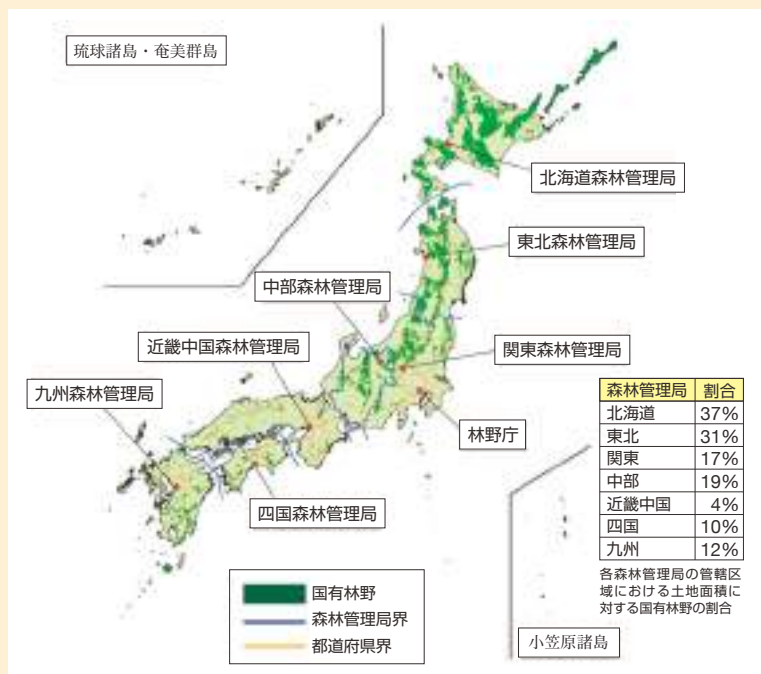 琉球諸島・奄美群島
北海道森林管理局
東北森林管理局
中部森林管理局
近畿中国森林管理局
関東森林管理局
九州森林管理局
林野庁
四国森林管理局
森林管理局 割合
北海道 37%
東北 31%
関東 17%
中部 19%
近畿中国 4%
四国 10%
九州 12%
各森林管理局の管轄区
域における土地面積に
対する国有林野の割合
国有林野
森林管理局界
都道府県界
小笠原諸島